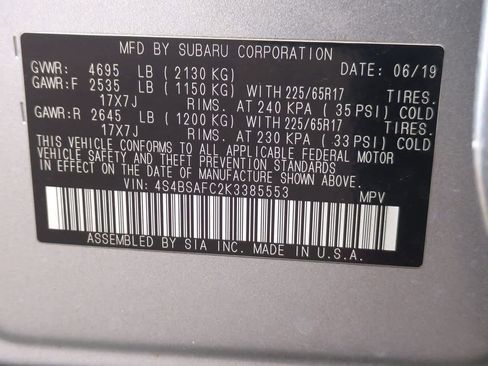 MFD BY SUBARU CORPORATION
GVWR: 4695 LB (2130 KG) DATE: 06/19
GAWR:F 2535 LB (1150 KG) WITH 225/65R17 TIRES.
17X7J RIMS. AT 240 KPA (35 PSI) COLD
GAWR:R 2645 LB (1200 KG) WITH 225/65R17 TIRES.
17X7J RIMS. AT 230 KPA (33 PSI) COLD
THIS VEHICLE CONFORMS TO ALL APPLICABLE FEDERAL MOTOR
VEHICLE SAFETY AND THEFT PREVENTION STANDARDS
IN EFFECT ON THE DATE OF MANUFACTURE SHOWN ABOVE.
VIN: 4S4BSAFC2K3385553 MPV
ASSEMBLED BY SIA INC. MADE IN U.S.A.